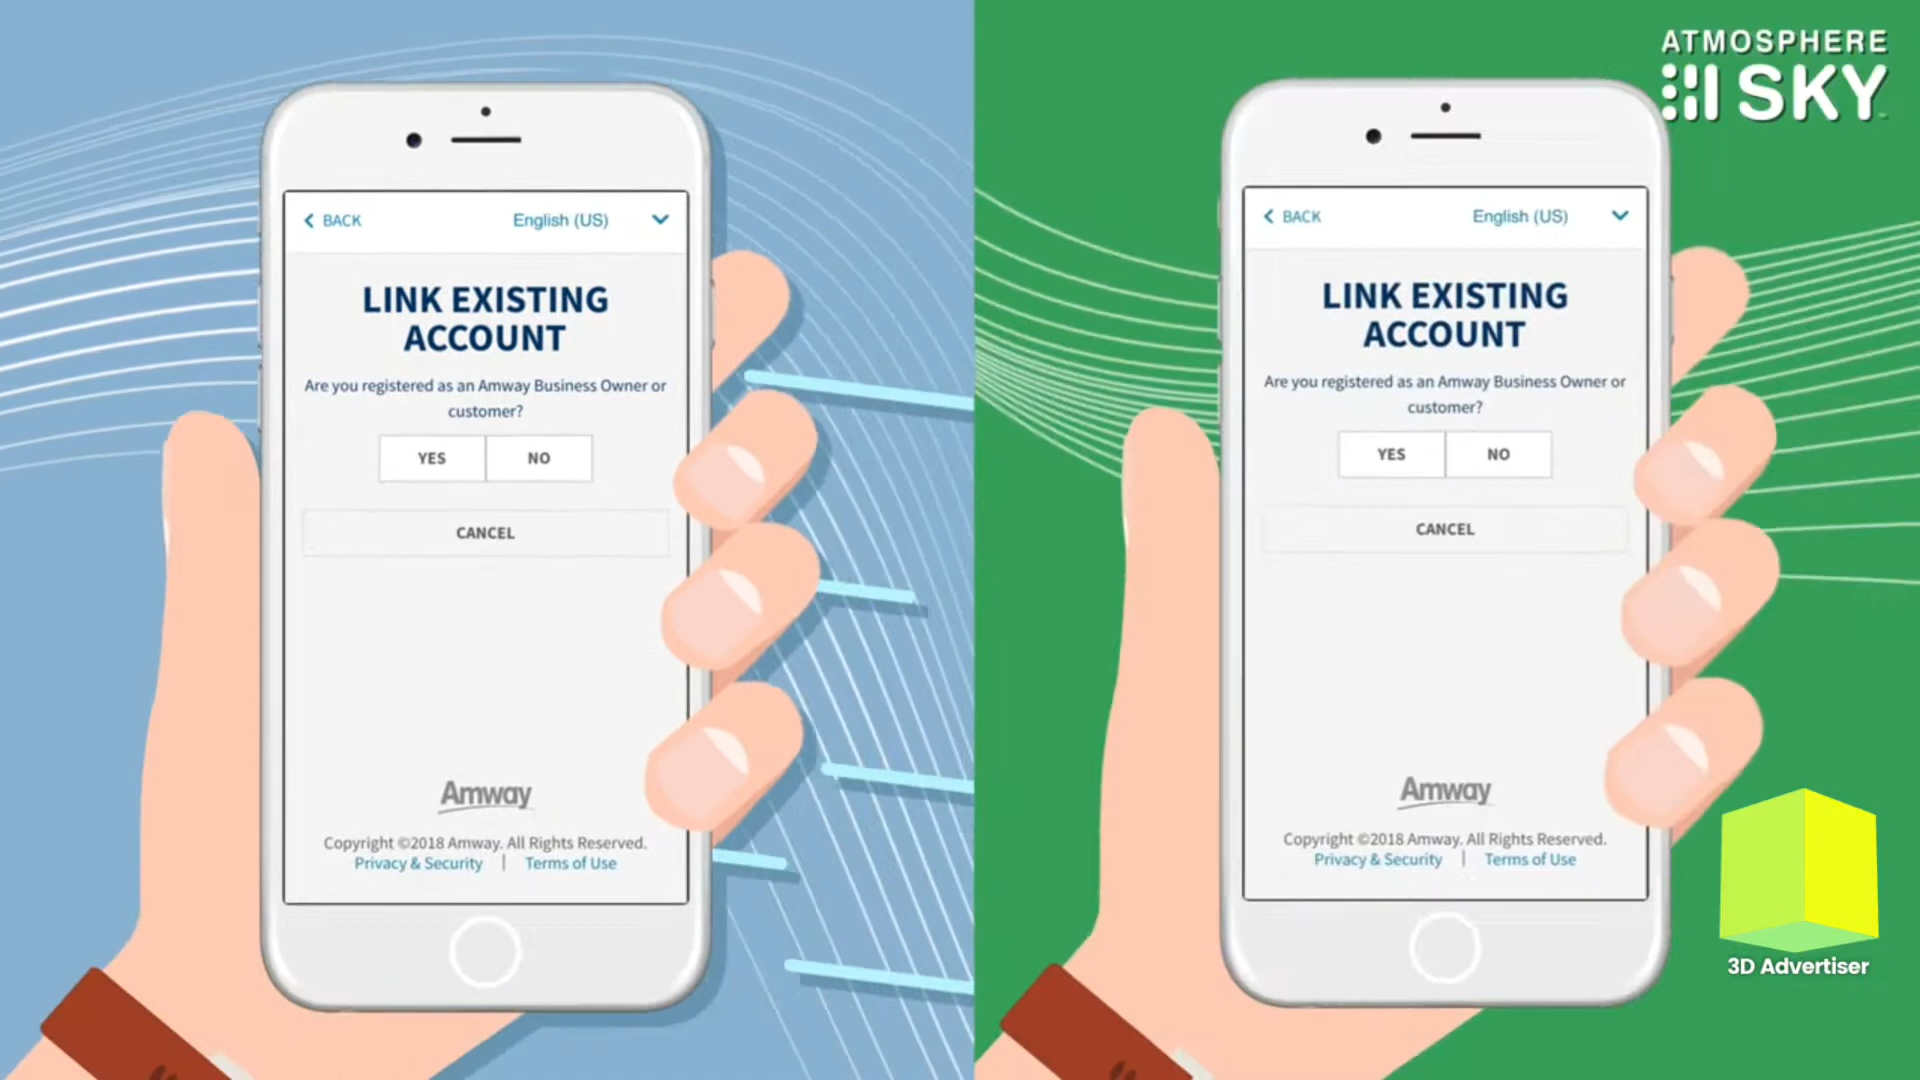 BACK
English (US)
LINK EXISTING
ACCOUNT
Are you registered as an Amway Business Owner or
customer?
YES
NO
CANCEL
Amway
Copyright ©2018 Amway. All Rights Reserved.
Privacy & Security | Terms of Use
ATMOSPHERE
SKY
BACK
English (US)
LINK EXISTING
ACCOUNT
Are you registered as an Amway Business Owner or
customer?
YES
NO
CANCEL
Amway
Copyright ©2018 Amway. All Rights Reserved.
Privacy & Security | Terms of Use
3D Advertiser